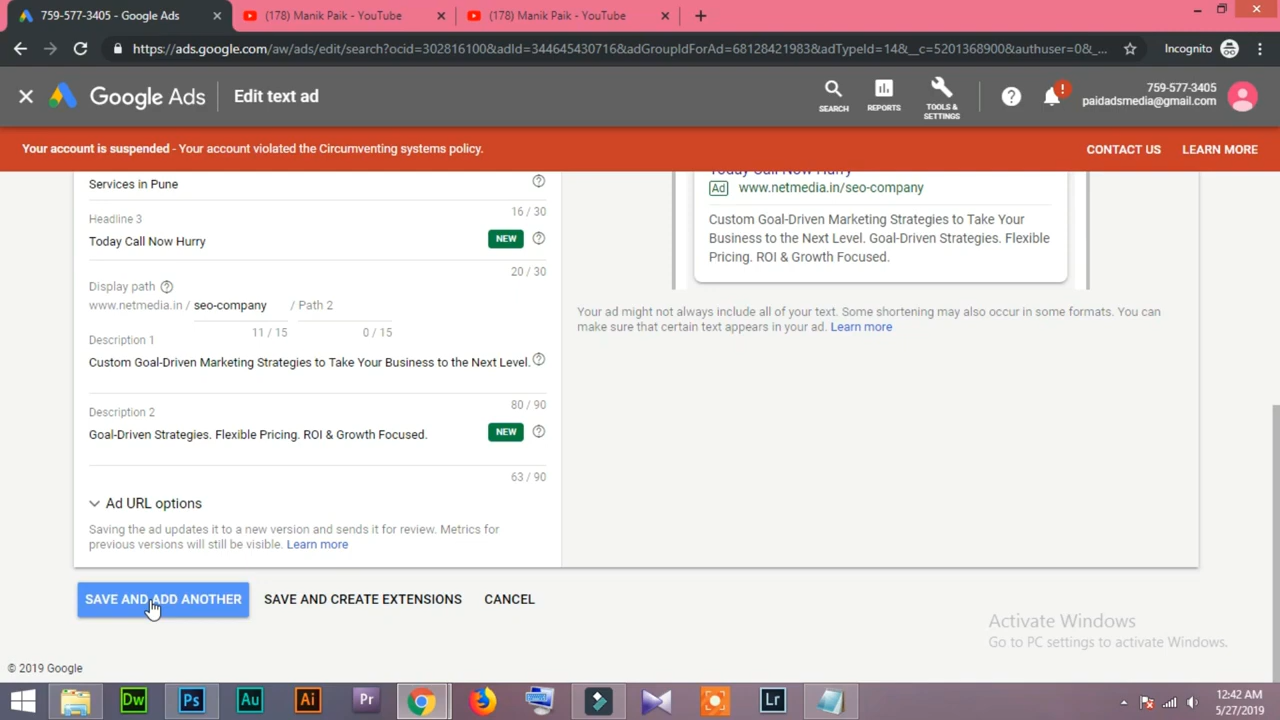 759-577-3405 - Google Ads
(178) Manik Paik - YouTube
(178) Manik Paik - YouTube
https://ads.google.com/aw/ads/edit/search?ocid=302816100&adId=344645430716&adGroupIdForAd=68128421983&adTypeId=14&__c=5201368900&authuser=0&_...
Incognito
Google Ads
Edit text ad
SEARCH
REPORTS
TOOLS & SETTINGS
759-577-3405
paidadsmedia@gmail.com
Your account is suspended - Your account violated the Circumventing systems policy.
CONTACT US
LEARN MORE
Services in Pune
16 / 30
Headline 3
Today Call Now Hurry
NEW
20 / 30
Display path
www.netmedia.in / seo-company / Path 2
11 / 15
0 / 15
Description 1
Custom Goal-Driven Marketing Strategies to Take Your Business to the Next Level.
80 / 90
Description 2
Goal-Driven Strategies. Flexible Pricing. ROI & Growth Focused.
NEW
63 / 90
Ad URL options
Saving the ad updates it to a new version and sends it for review. Metrics for
previous versions will still be visible. Learn more
Today Call Now Hurry
Ad www.netmedia.in/seo-company
Custom Goal-Driven Marketing Strategies to Take Your
Business to the Next Level. Goal-Driven Strategies. Flexible
Pricing. ROI & Growth Focused.
Your ad might not always include all of your text. Some shortening may also occur in some formats. You can
make sure that certain text appears in your ad. Learn more
SAVE AND ADD ANOTHER
SAVE AND CREATE EXTENSIONS
CANCEL
Activate Windows
Go to PC settings to activate Windows.
© 2019 Google
Dw
Ps
Au
Ai
Pr
Lr
12:42 AM
5/27/2019